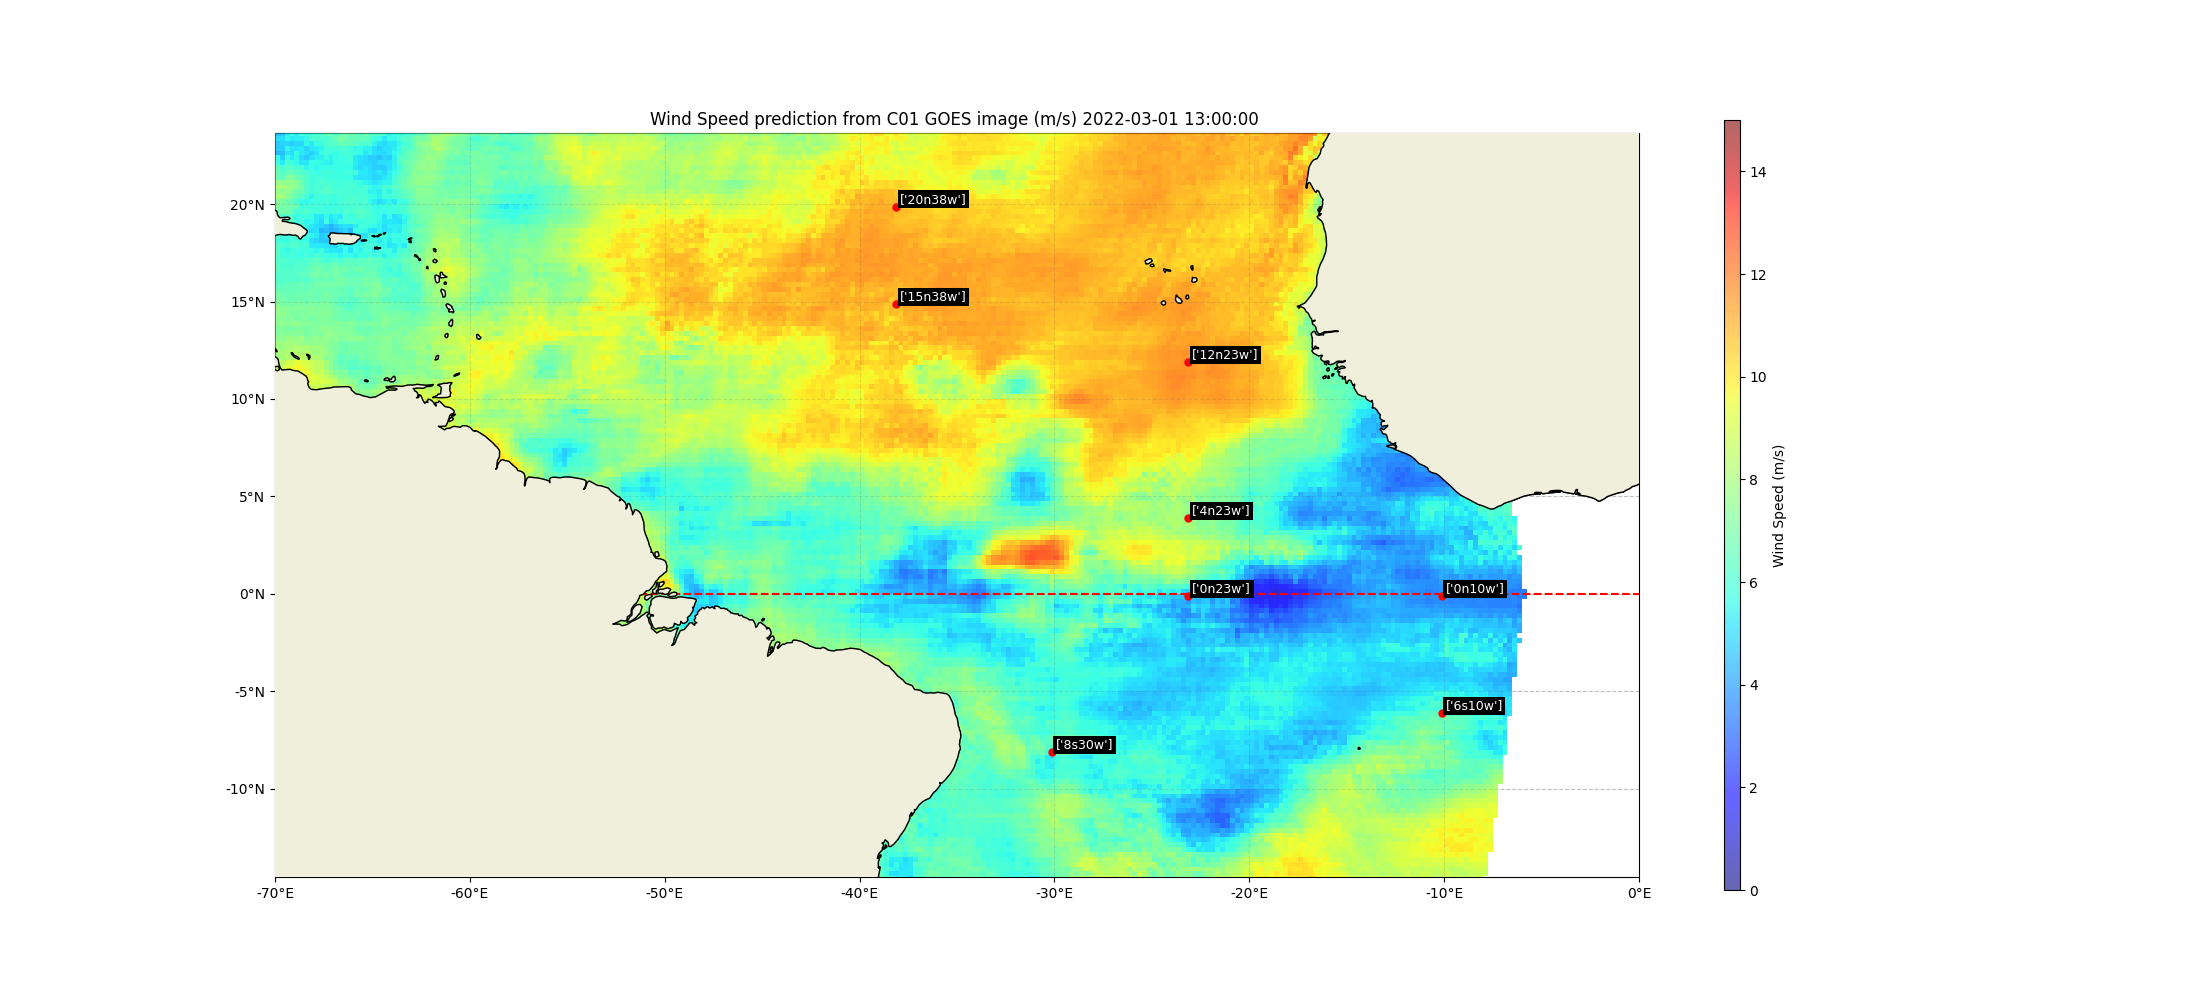 Wind Speed prediction from C01 GOES image (m/s) 2022-03-01 13:00:00
20°N
15°N
10°N
5°N
0°N
-5°N
-10°N
-70°E
-60°E
-50°E
-40°E
-30°E
-20°E
-10°E
0°E
['20n38w']
['15n38w']
['12n23w']
['4n23w']
['0n23w']
['0n10w']
['6s10w']
['8s30w']
14
12
10
8
6
4
2
0
Wind Speed (m/s)